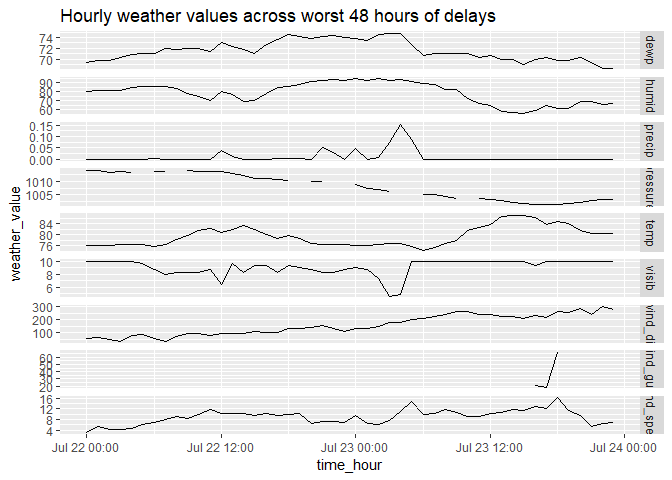 Hourly weather values across worst 48 hours of delays
weather_value
74
72
70
dewp
90
80
70
60
humid
0.15
0.10
0.05
0.00
precip
1010
1005
ressure
84
80
76
temp
10
8
6
visib
300
200
100
wind_di
60
50
40
30
20
ind_gu
16
12
8
4
nd_spe
Jul 22 00:00 Jul 22 12:00 Jul 23 00:00 Jul 23 12:00 Jul 24 00:00
time_hour